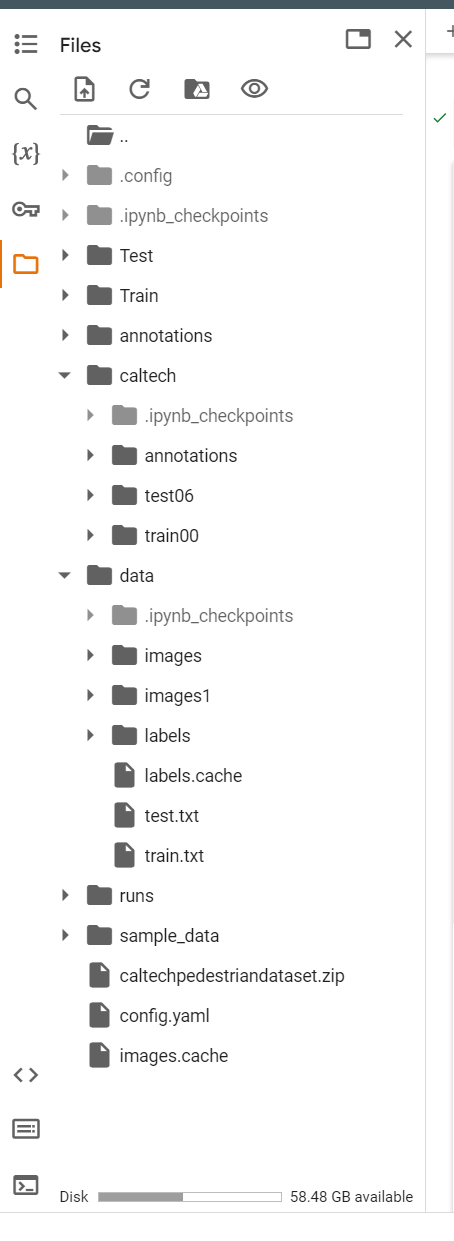 Files
{x}
..
.config
.ipynb_checkpoints
Test
Train
annotations
caltech
.ipynb_checkpoints
annotations
test06
train00
data
.ipynb_checkpoints
images
images1
labels
labels.cache
test.txt
train.txt
runs
sample_data
caltechpedestriandataset.zip
config.yaml
images.cache
Disk 58.48 GB available